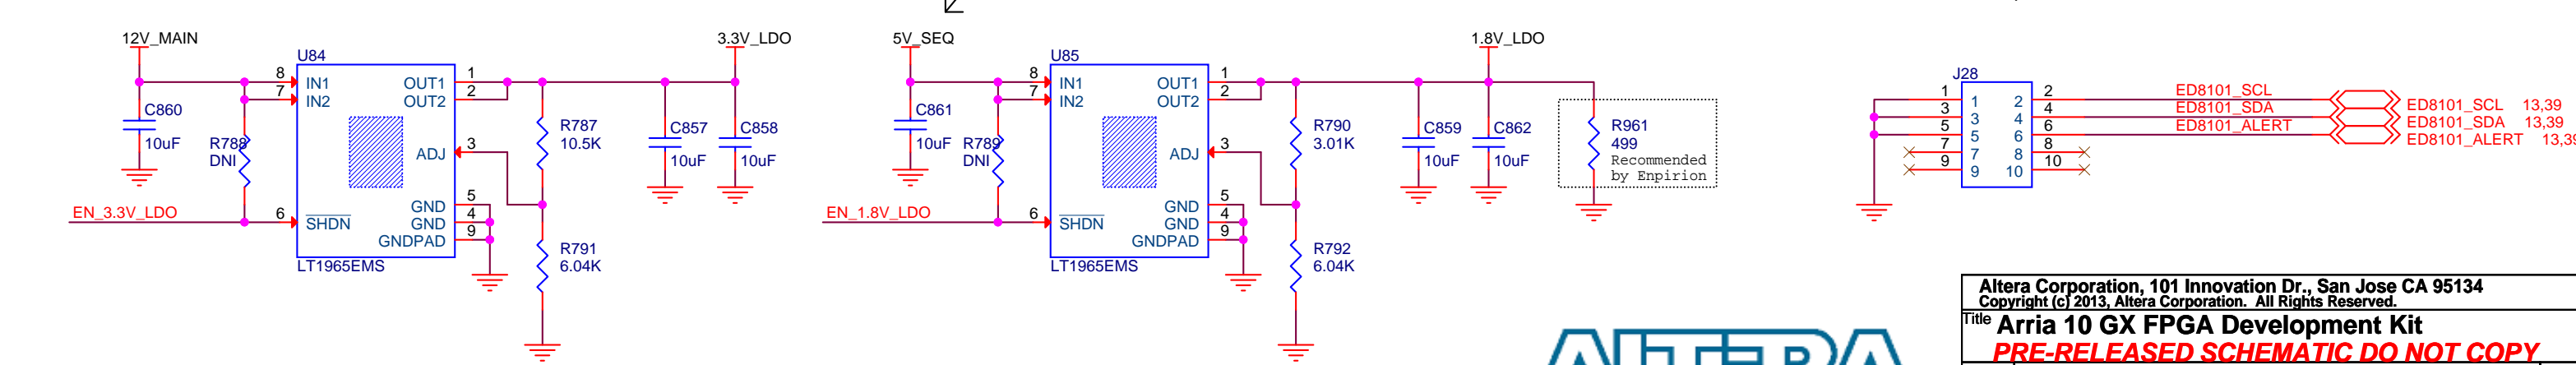 12V_MAIN
3.3V_LDO
U84
8 IN1 OUT1 1
7 IN2 OUT2 2
C860
10uF
R788
DNI
R787
10.5K
C857
10uF
C858
10uF
ADJ 3
GND 5
GND 4
GNDPAD 9
EN_3.3V_LDO
6 SHDN
LT1965EMS
R791
6.04K
5V_SEQ
1.8V_LDO
U85
8 IN1 OUT1 1
7 IN2 OUT2 2
C861
10uF
R789
DNI
R790
3.01K
C859
10uF
C862
10uF
R961
499
Recommended
by Enpirion
ADJ 3
GND 5
GND 4
GNDPAD 9
EN_1.8V_LDO
6 SHDN
LT1965EMS
R792
6.04K
J28
1 1 2 2 ED8101_SCL ED8101_SCL 13,39
3 3 4 4 ED8101_SDA ED8101_SDA 13,39
5 5 6 6 ED8101_ALERT ED8101_ALERT 13,39
7 7 8 8
9 9 10 10
Altera Corporation, 101 Innovation Dr., San Jose CA 95134
Copyright (c) 2013, Altera Corporation. All Rights Reserved.
Title Arria 10 GX FPGA Development Kit
PRE-RELEASED SCHEMATIC DO NOT COPY
ALTERA